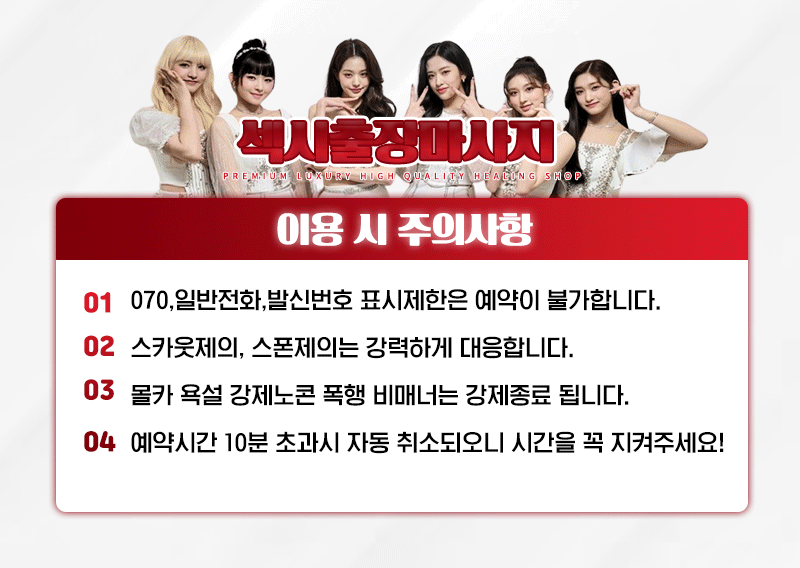 섹시출장마사지
PREMIUM LUXURY HIGH QUALITY HEALING SHOP
이용 시 주의사항
01 070,일반전화,발신번호 표시제한은 예약이 불가합니다.
02 스카웃제의, 스폰제의는 강력하게 대응합니다.
03 몰카 욕설 강제노콘 폭행 비매너는 강제종료 됩니다.
04 예약시간 10분 초과시 자동 취소되오니 시간을 꼭 지켜주세요!